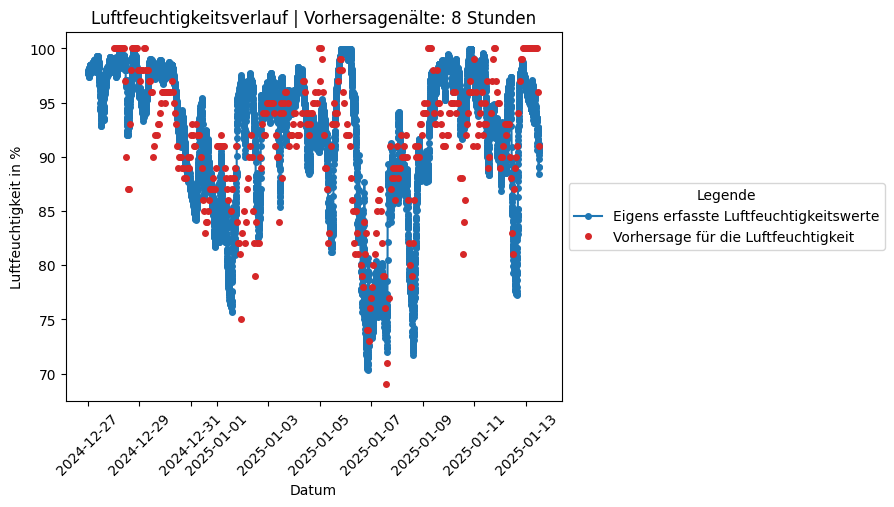 Luftfeuchtigkeitsverlauf | Vorhersagenälte: 8 Stunden
Luftfeuchtigkeit in %
100
95
90
85
80
75
70
2024-12-27
2024-12-29
2024-12-31
2025-01-01
2025-01-03
2025-01-05
2025-01-07
2025-01-09
2025-01-11
2025-01-13
Datum
Legende
Eigens erfasste Luftfeuchtigkeitswerte
Vorhersage für die Luftfeuchtigkeit